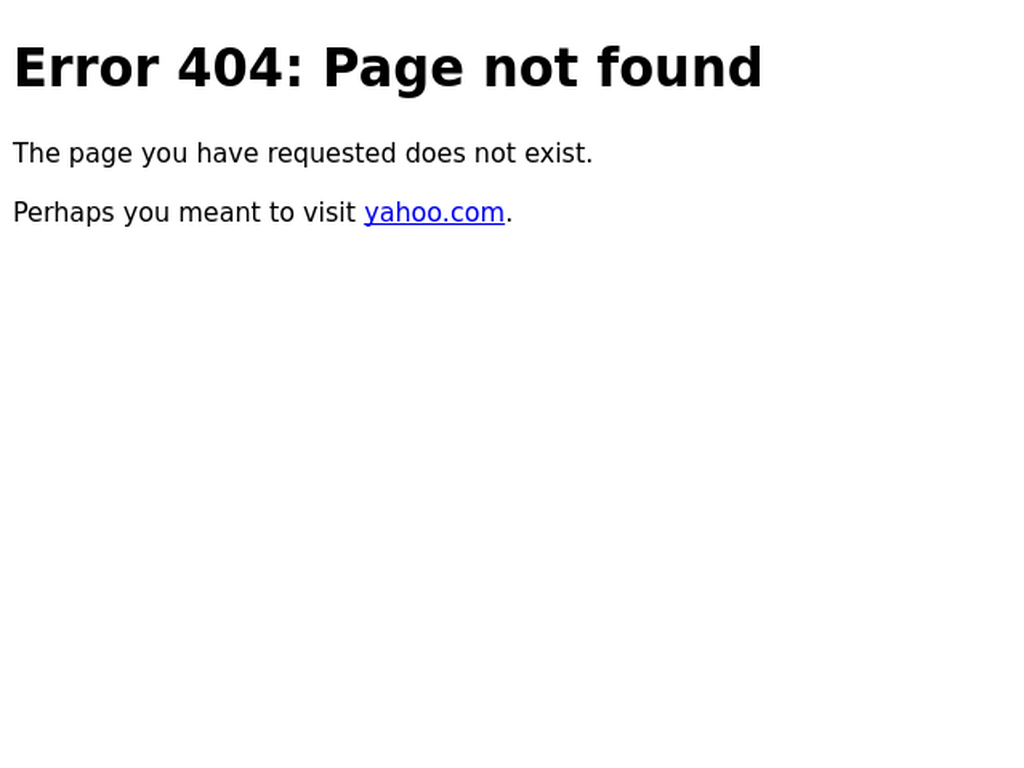 Error 404: Page not found
The page you have requested does not exist.
Perhaps you meant to visit yahoo.com.